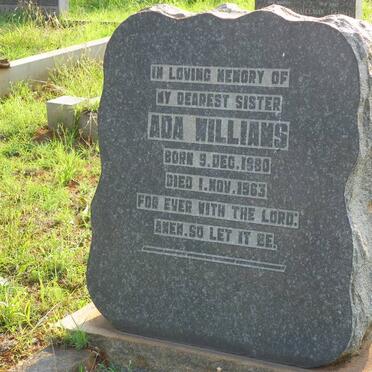 IN LOVING MEMORY OF
MY DEAREST SISTER
ADA WILLIAMS
BORN 9. DEC.
DIED 1. NOV. 1963
FOR EVER WITH THE LORD:
AMEN. SO LET IT BE.